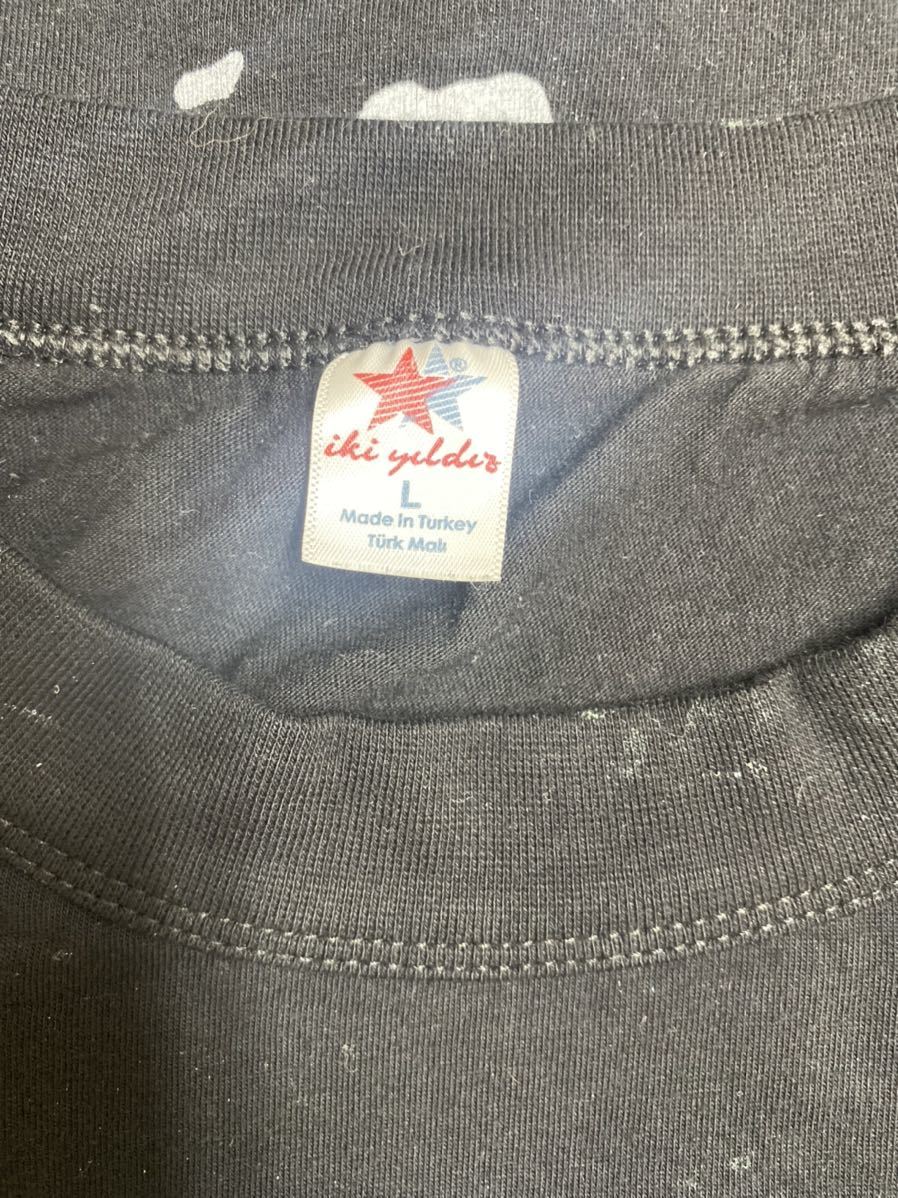 ®
iki yıldız
L
Made in Turkey
Türk Malı